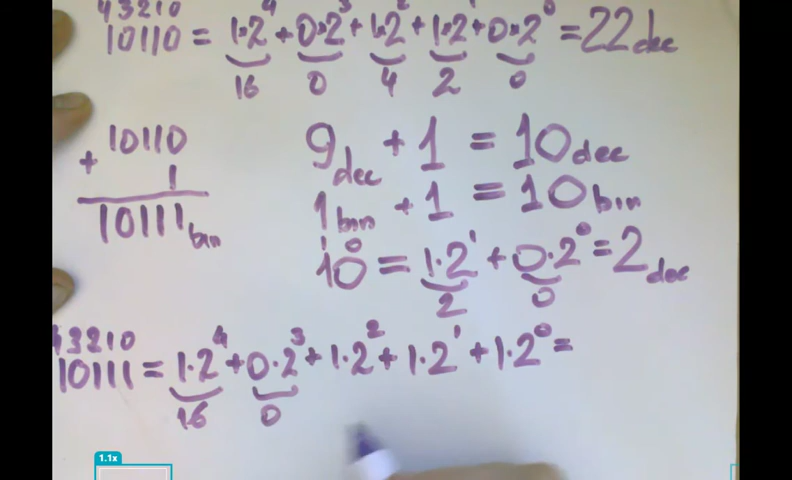 43210
10110 = 1·2⁴ + 0·2³ + 1·2² + 1·2¹ + 0·2⁰ = 22dec
16 0 4 2 0
10110
+ 1
10111bin
9dec + 1 = 10dec
1bin + 1 = 10bin
10
10 = 1·2¹ + 0·2⁰ = 2dec
2 0
43210
10111 = 1·2⁴ + 0·2³ + 1·2² + 1·2¹ + 1·2⁰ =
16 0
1.1x